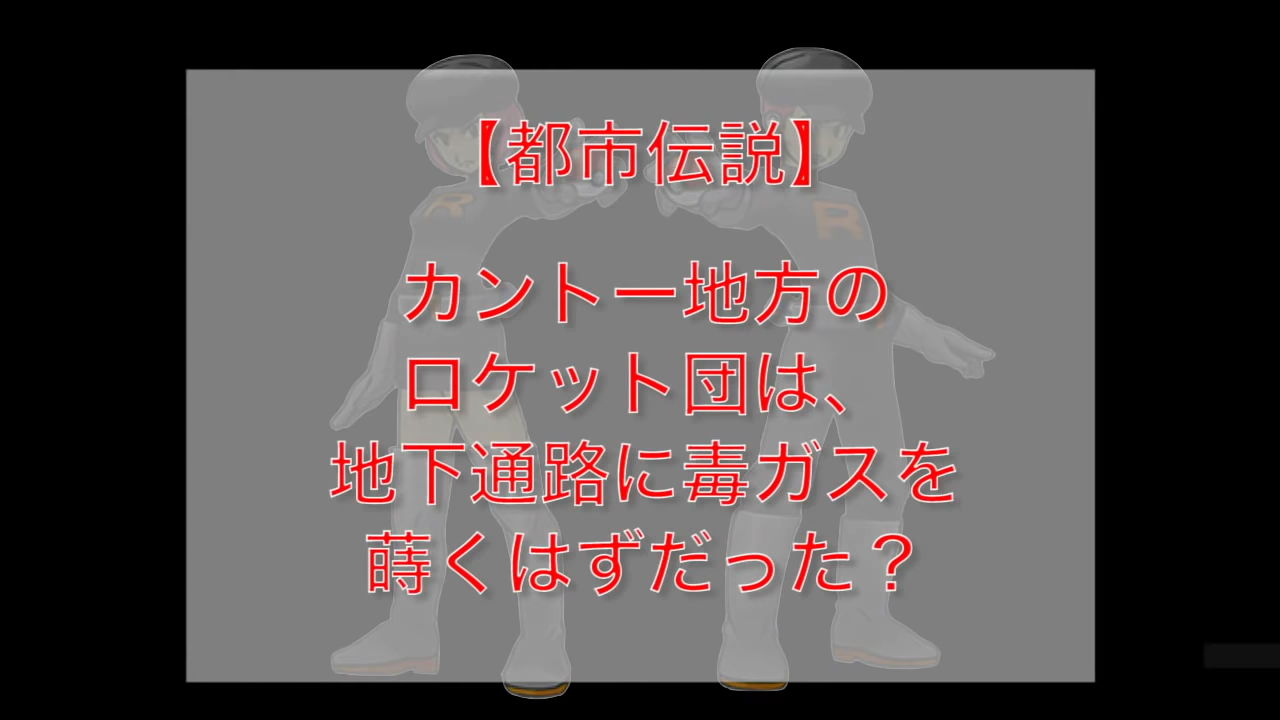 【都市伝説】
カントー地方の
ロケット団は、
地下通路に毒ガスを
蒔くはずだった？
R
R